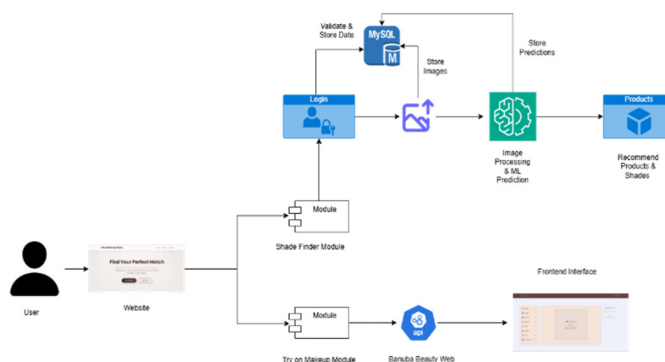 Validate &
Store Date
MySQL
M
Store
Images
Store
Predictions
Login
Products
Image
Processing
& ML
Prediction
Recommend
Products &
Shades
Module
Shade Finder Module
Find Your Perfect Match
User
Website
Module
Try on Makeup Module
api
Banuba Beauty Web
Frontend Interface